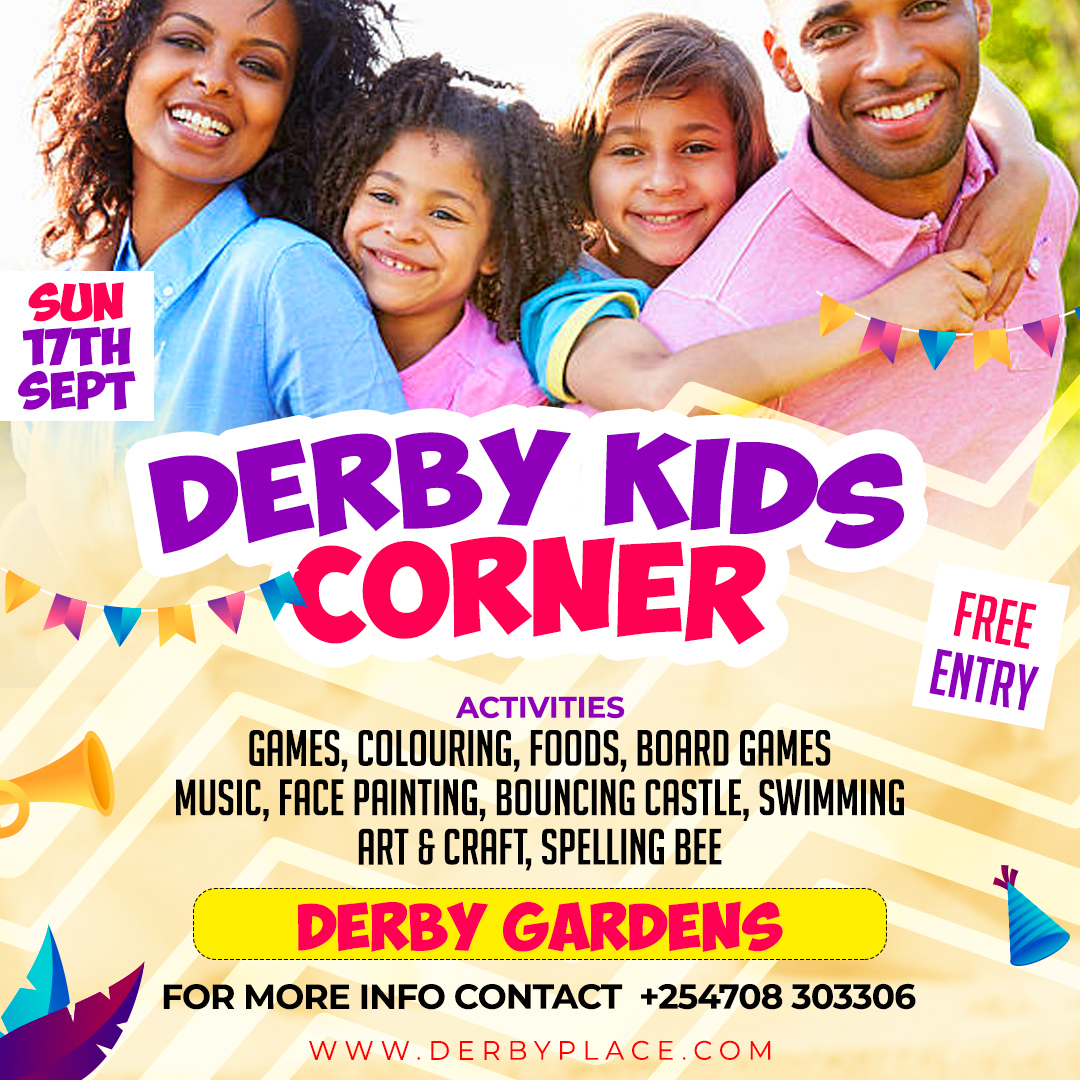 SUN
17TH
SEPT
DERBY KIDS
CORNER
FREE
ENTRY
ACTIVITIES
GAMES, COLOURING, FOODS, BOARD GAMES
MUSIC, FACE PAINTING, BOUNCING CASTLE, SWIMMING
ART & CRAFT, SPELLING BEE
DERBY GARDENS
FOR MORE INFO CONTACT +254708 303306
WWW.DERBYPLACE.COM